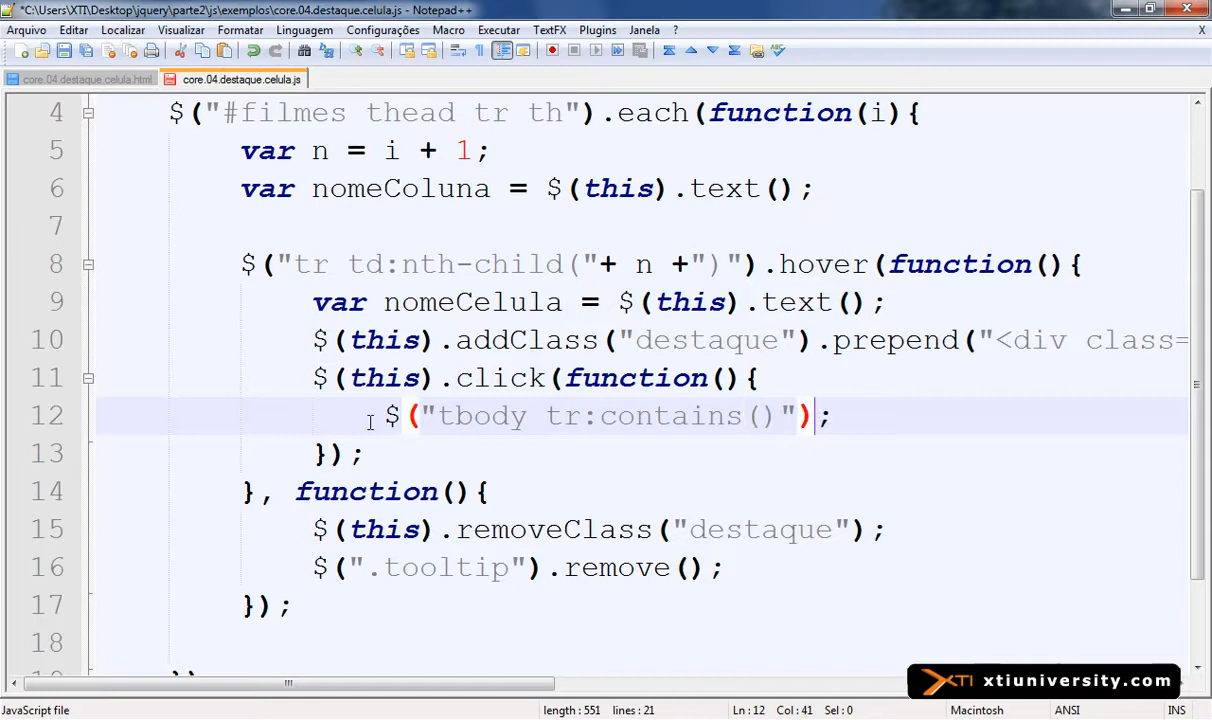 *C:\Users\XTI\Desktop\jquery\parte2\js\exemplos\core.04.destaque.celula.js - Notepad++
Arquivo Editar Localizar Visualizar Formatar Linguagem Configurações Macro Executar TextFX Plugins Janela ? X
core.04.destaque.celula.html core.04.destaque.celula.js
4 $("#filmes thead tr th").each(function(i){
5 var n = i + 1;
6 var nomeColuna = $(this).text();
7
8 $("tr td:nth-child("+ n +")").hover(function(){
9 var nomeCelula = $(this).text();
10 $(this).addClass("destaque").prepend("<div class=
11 $(this).click(function(){
12 $("tbody tr:contains()");
13 });
14 }, function(){
15 $(this).removeClass("destaque");
16 $(".tooltip").remove();
17 });
18
XTI xtiuniversity.com
JavaScript file length : 551 lines : 21 Ln : 12 Col : 41 Sel : 0 Macintosh ANSI INS